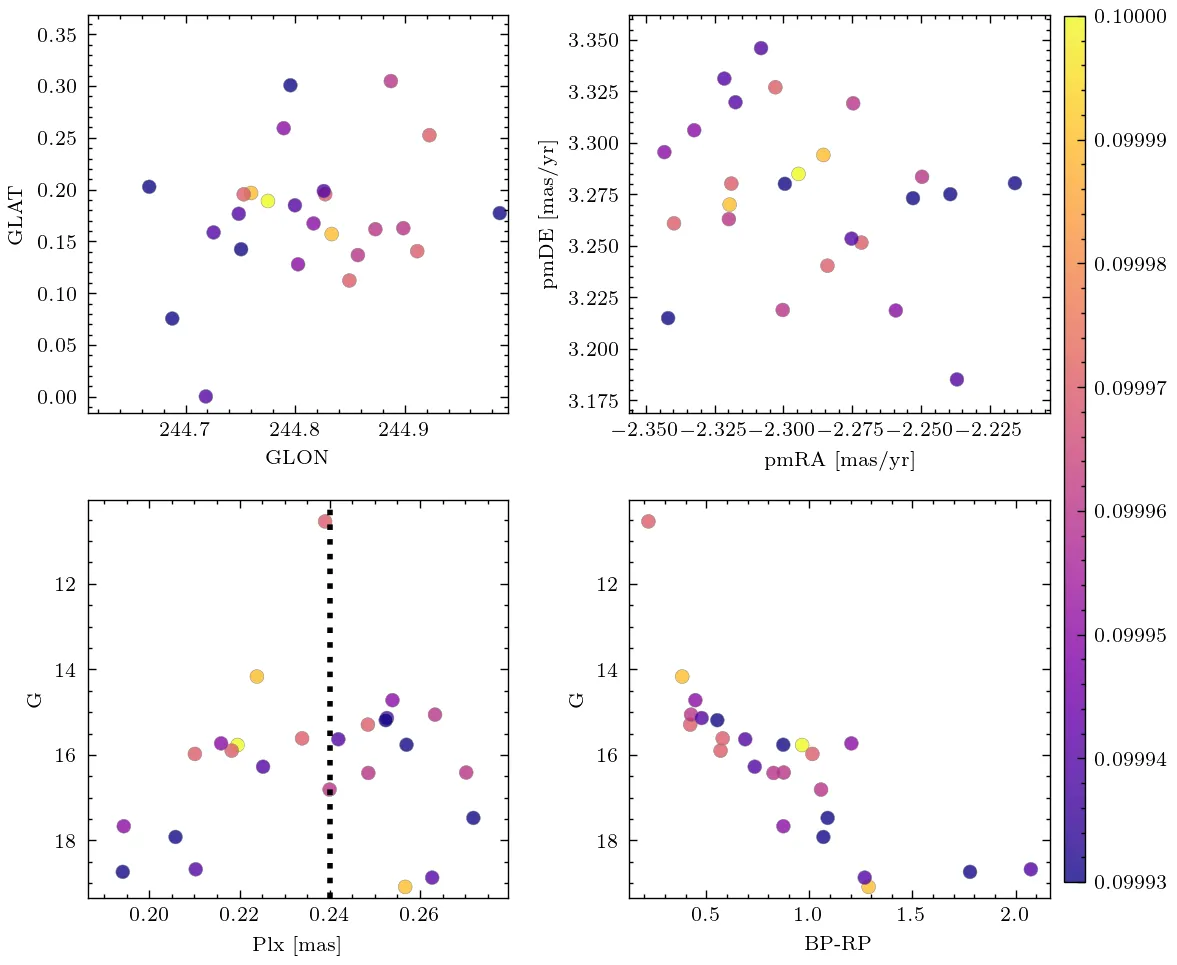 0.35
0.30
0.25
0.20
0.15
0.10
0.05
0.00
GLAT
244.7 244.8 244.9
GLON
3.350
3.325
3.300
3.275
3.250
3.225
3.200
3.175
pmDE [mas/yr]
−2.350 −2.325 −2.300 −2.275 −2.250 −2.225
pmRA [mas/yr]
0.10000
0.09999
0.09998
0.09997
0.09996
0.09995
0.09994
0.09993
12
14
16
18
G
0.20 0.22 0.24 0.26
Plx [mas]
12
14
16
18
G
0.5 1.0 1.5 2.0
BP-RP